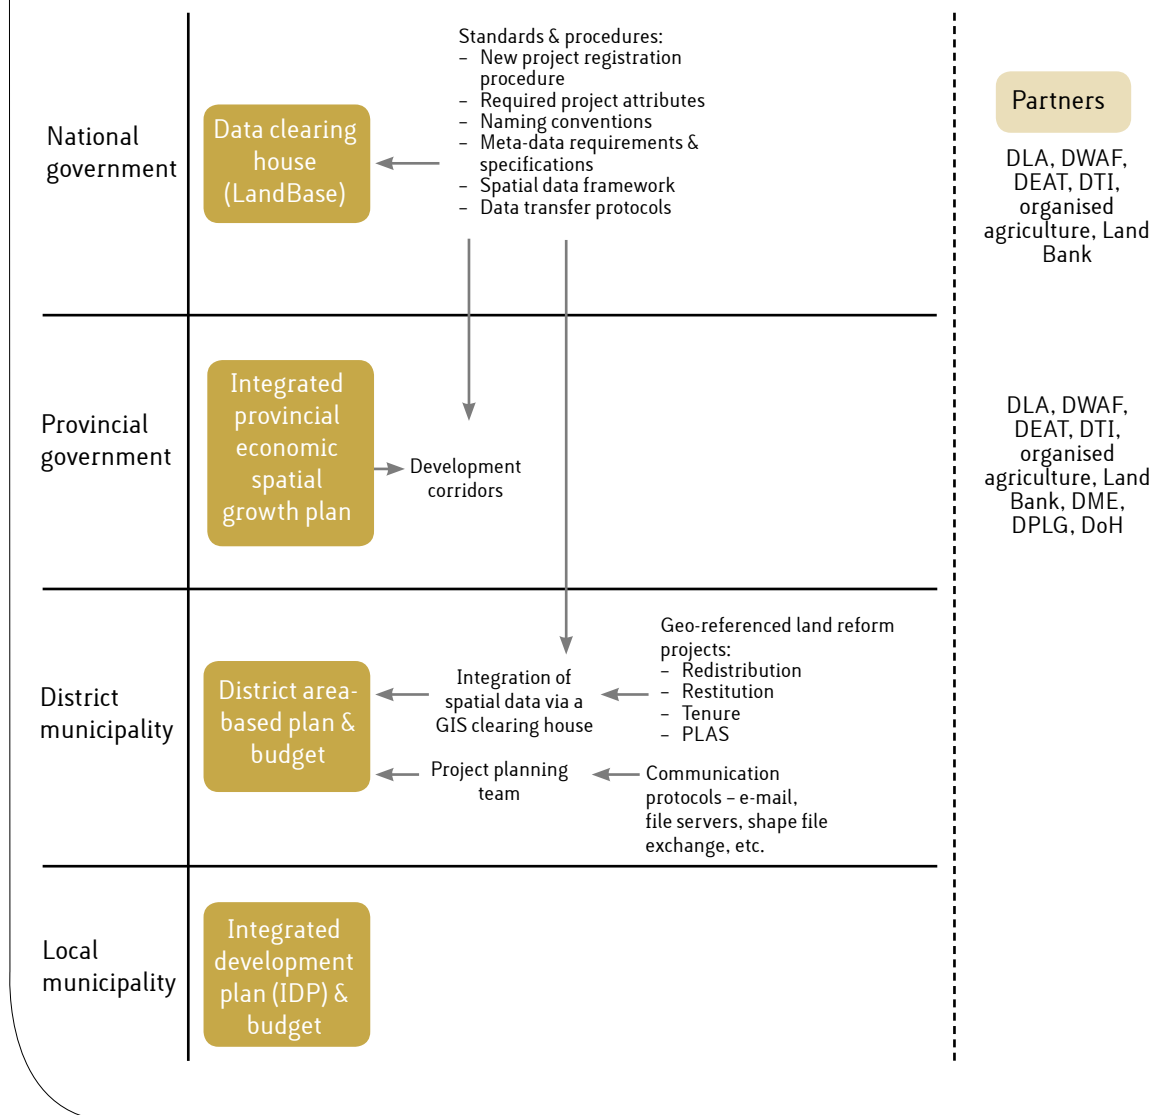 National
government
Data clearing
house
(LandBase)
Standards & procedures:
– New project registration
procedure
– Required project attributes
– Naming conventions
– Meta-data requirements &
specifications
– Spatial data framework
– Data transfer protocols
Partners
DLA, DWAF,
DEAT, DTI,
organised
agriculture, Land
Bank
Provincial
government
Integrated
provincial
economic
spatial
growth plan
Development
corridors
DLA, DWAF,
DEAT, DTI,
organised
agriculture, Land
Bank, DME,
DPLG, DoH
District
municipality
District area-
based plan &
budget
Integration of
spatial data via a
GIS clearing house
Geo-referenced land reform
projects:
– Redistribution
– Restitution
– Tenure
– PLAS
Project planning
team
Communication
protocols – e-mail,
file servers, shape file
exchange, etc.
Local
municipality
Integrated
development
plan (IDP) &
budget